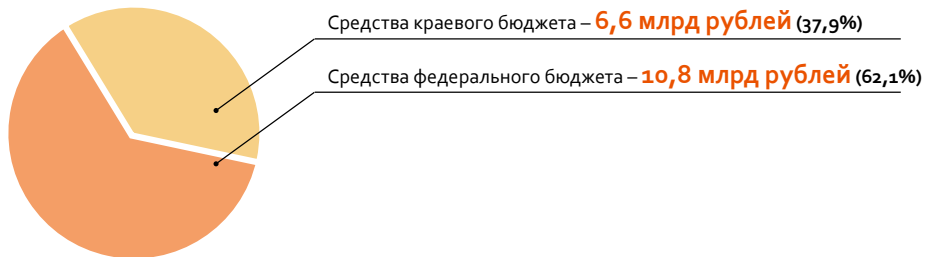 Средства краевого бюджета – 6,6 млрд рублей (37,9%)
Средства федерального бюджета – 10,8 млрд рублей (62,1%)